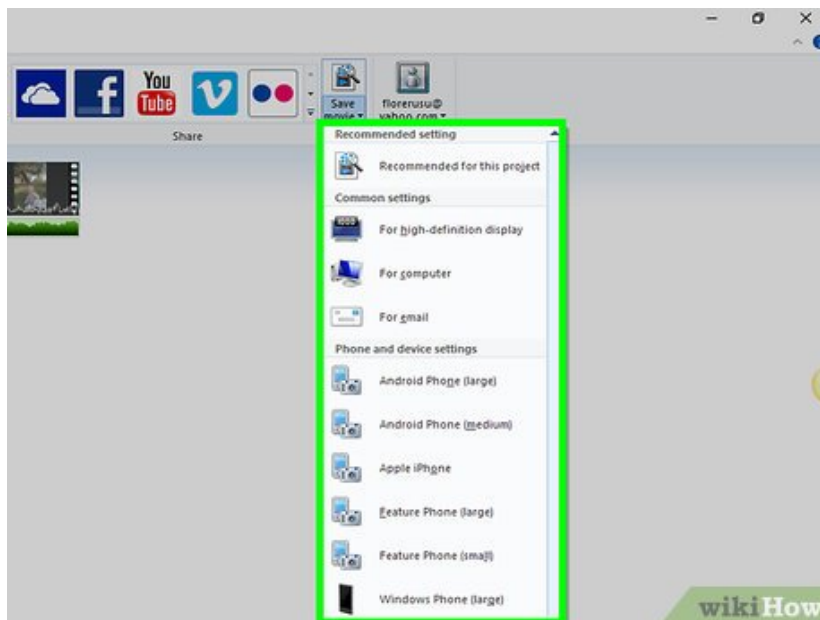 You
Tube
Save
movie
florerusu@
yahoo.com
Share
Recommended setting
Recommended for this project
Common settings
For high-definition display
For computer
For email
Phone and device settings
Android Phone (large)
Android Phone (medium)
Apple iPhone
Feature Phone (large)
Feature Phone (small)
Windows Phone (large)
wikiHow